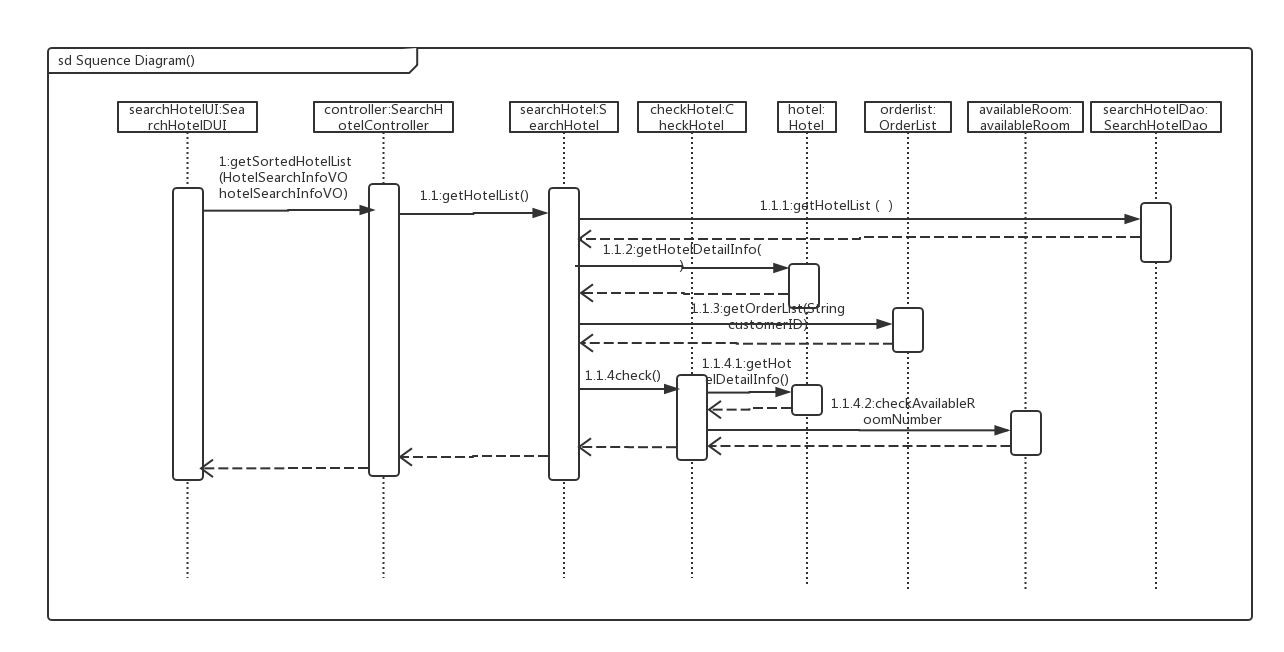 sd Squence Diagram()
searchHotelUI:Sea
rchHotelDUI
controller:SearchH
otelController
searchHotel:S
earchHotel
checkHotel:C
heckHotel
hotel:
Hotel
orderlist:
OrderList
availableRoom:
availableRoom
searchHotelDao:
SearchHotelDao
1:getSortedHotelList
(HotelSearchInfoVO
hotelSearchInfoVO)
1.1:getHotelList()
1.1.1:getHotelList (  )
1.1.2:getHotelDetailInfo(
)
1.1.3:getOrderList(String
customerID)
1.1.4check()
1.1.4.1:getHot
elDetailInfo()
1.1.4.2:checkAvailableR
oomNumber